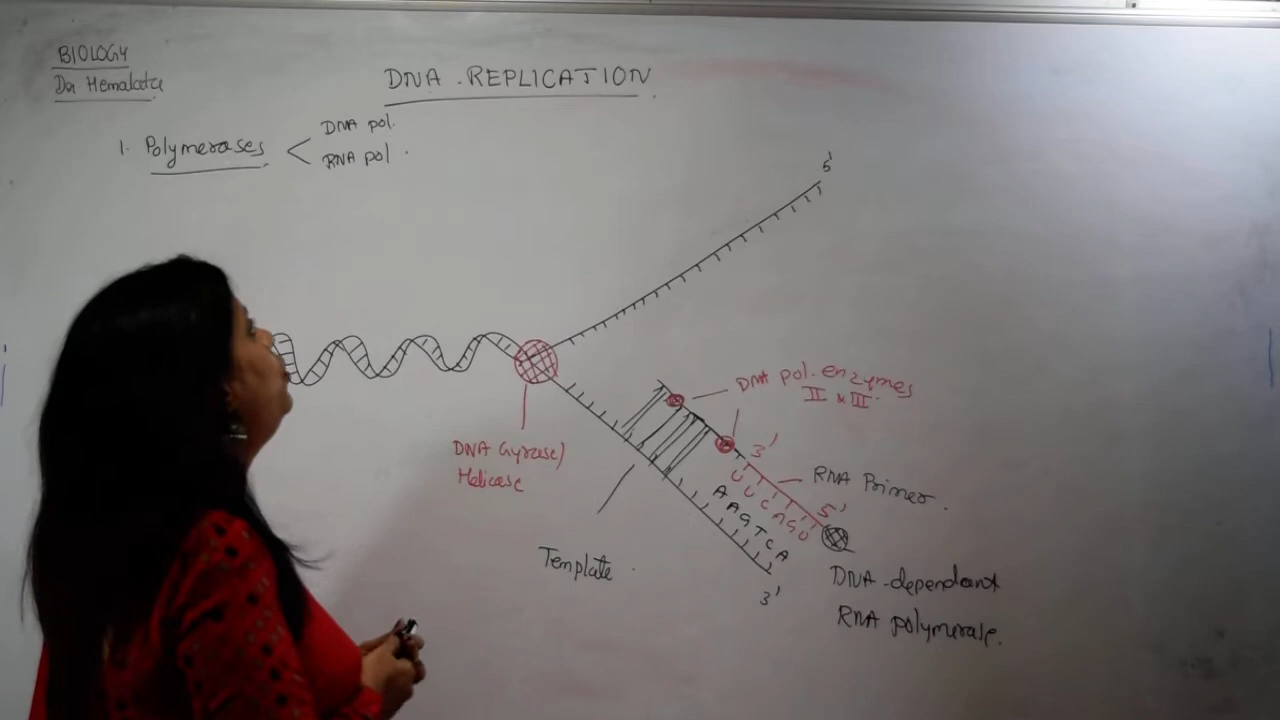 BIOLOGY
Dr Hemalata
DNA - REPLICATION
1. Polymerases
DNA pol.
RNA pol.
5'
DNA pol. enzymes
II & III.
DNA Gyrase/
Helicase
3'
RNA Primer.
U U C A G U
5'
A A G T C A
Template
3'
DNA-dependant
RNA polymerase.